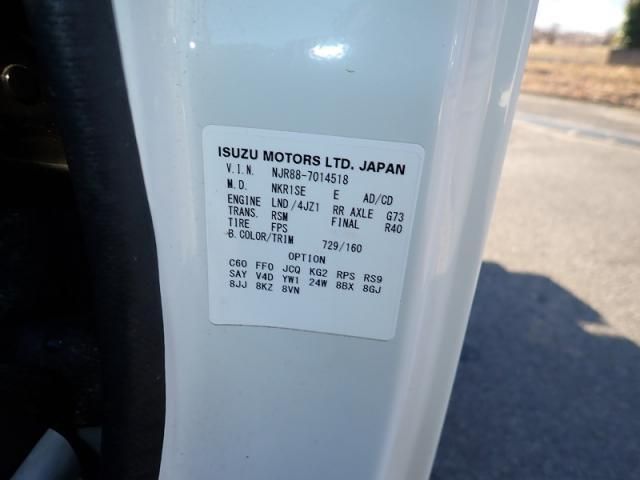 ISUZU MOTORS LTD. JAPAN
V.I.N. NJR88-7014518
M.D. NKR1SE E AD/CD
ENGINE LND/4JZ1 RR AXLE G73
TRANS. RSM FINAL R40
TIRE FPS
B.COLOR/TRIM 729/160
OPTION
C60 FF0 JCQ KG2 RPS RS9
SAY V4D YW1 24W 8BX 8GJ
8JJ 8KZ 8VN